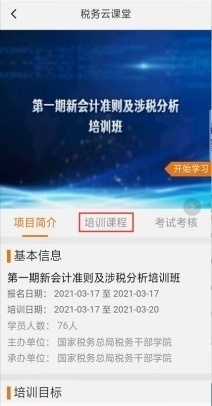 税务云课堂
第一期新会计准则及涉税分析
培训班
开始学习
项目简介 培训课程 考试考核
基本信息
第一期新会计准则及涉税分析培训班
报名日期： 2021-03-17 至 2021-03-17
培训日期： 2021-03-17 至 2021-03-20
学员人数： 76人
主办单位： 国家税务总局税务干部学院
承办单位： 国家税务总局税务干部学院
培训目标